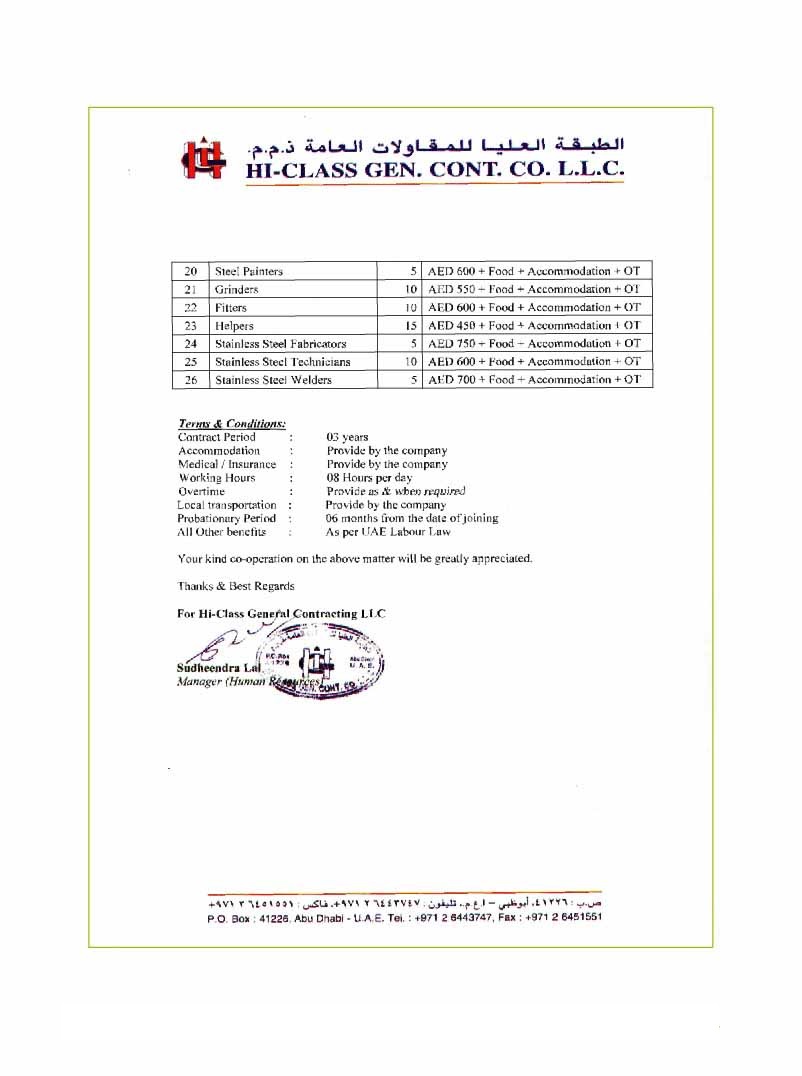 الطبقة العليا للمقاولات العامة ذ.م.م.
HI-CLASS GEN. CONT. CO. L.L.C.
20 Steel Painters 5 AED 600 + Food + Accommodation + OT
21 Grinders 10 AED 550 + Food + Accommodation + OT
22 Fitters 10 AED 600 + Food + Accommodation + OT
23 Helpers 15 AED 450 + Food + Accommodation + OT
24 Stainless Steel Fabricators 5 AED 750 + Food + Accommodation + OT
25 Stainless Steel Technicians 10 AED 600 + Food + Accommodation + OT
26 Stainless Steel Welders 5 AED 700 + Food + Accommodation + OT
Terms & Conditions:
Contract Period : 03 years
Accommodation : Provide by the company
Medical / Insurance : Provide by the company
Working Hours : 08 Hours per day
Overtime : Provide as & when required
Local transportation : Provide by the company
Probationary Period : 06 months from the date of joining
All Other benefits : As per UAE Labour Law
Your kind co-operation on the above matter will be greatly appreciated.
Thanks & Best Regards
For Hi-Class General Contracting LLC
Sudheendra Lal
Manager (Human Resources)
Abu Dhabi
U.A.E.
GEN. CONT. CO.
ص.ب : ٤١٢٢٦، أبوظبي – ا.ع.م.، تليفون : ٦٤٤٣٧٤٧ ٢ ٩٧١+، فاكس : ٦٤٥١٥٥١ ٢ ٩٧١+
P.O. Box : 41226, Abu Dhabi - U.A.E. Tel. : +971 2 6443747, Fax : +971 2 6451551